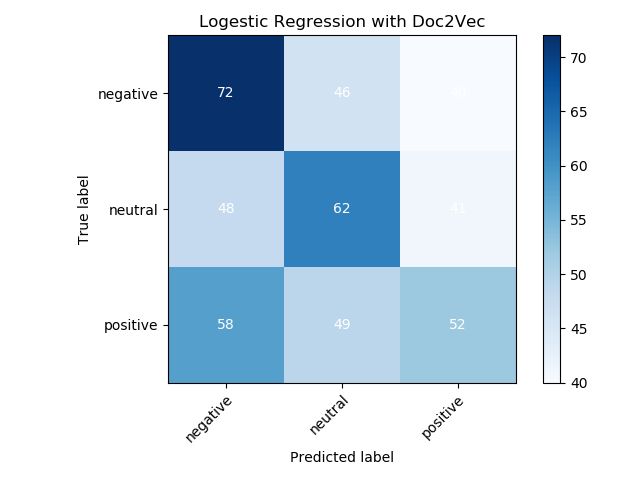 Logestic Regression with Doc2Vec
True label
negative 72 46 40
neutral 48 62 41
positive 58 49 52
negative neutral positive
Predicted label
70
65
60
55
50
45
40